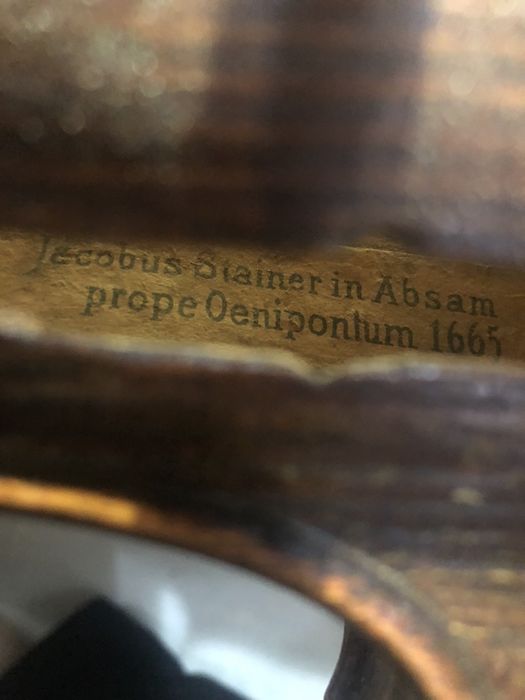 Jacobus Stainer in Absam
prope Oenipontum 1665